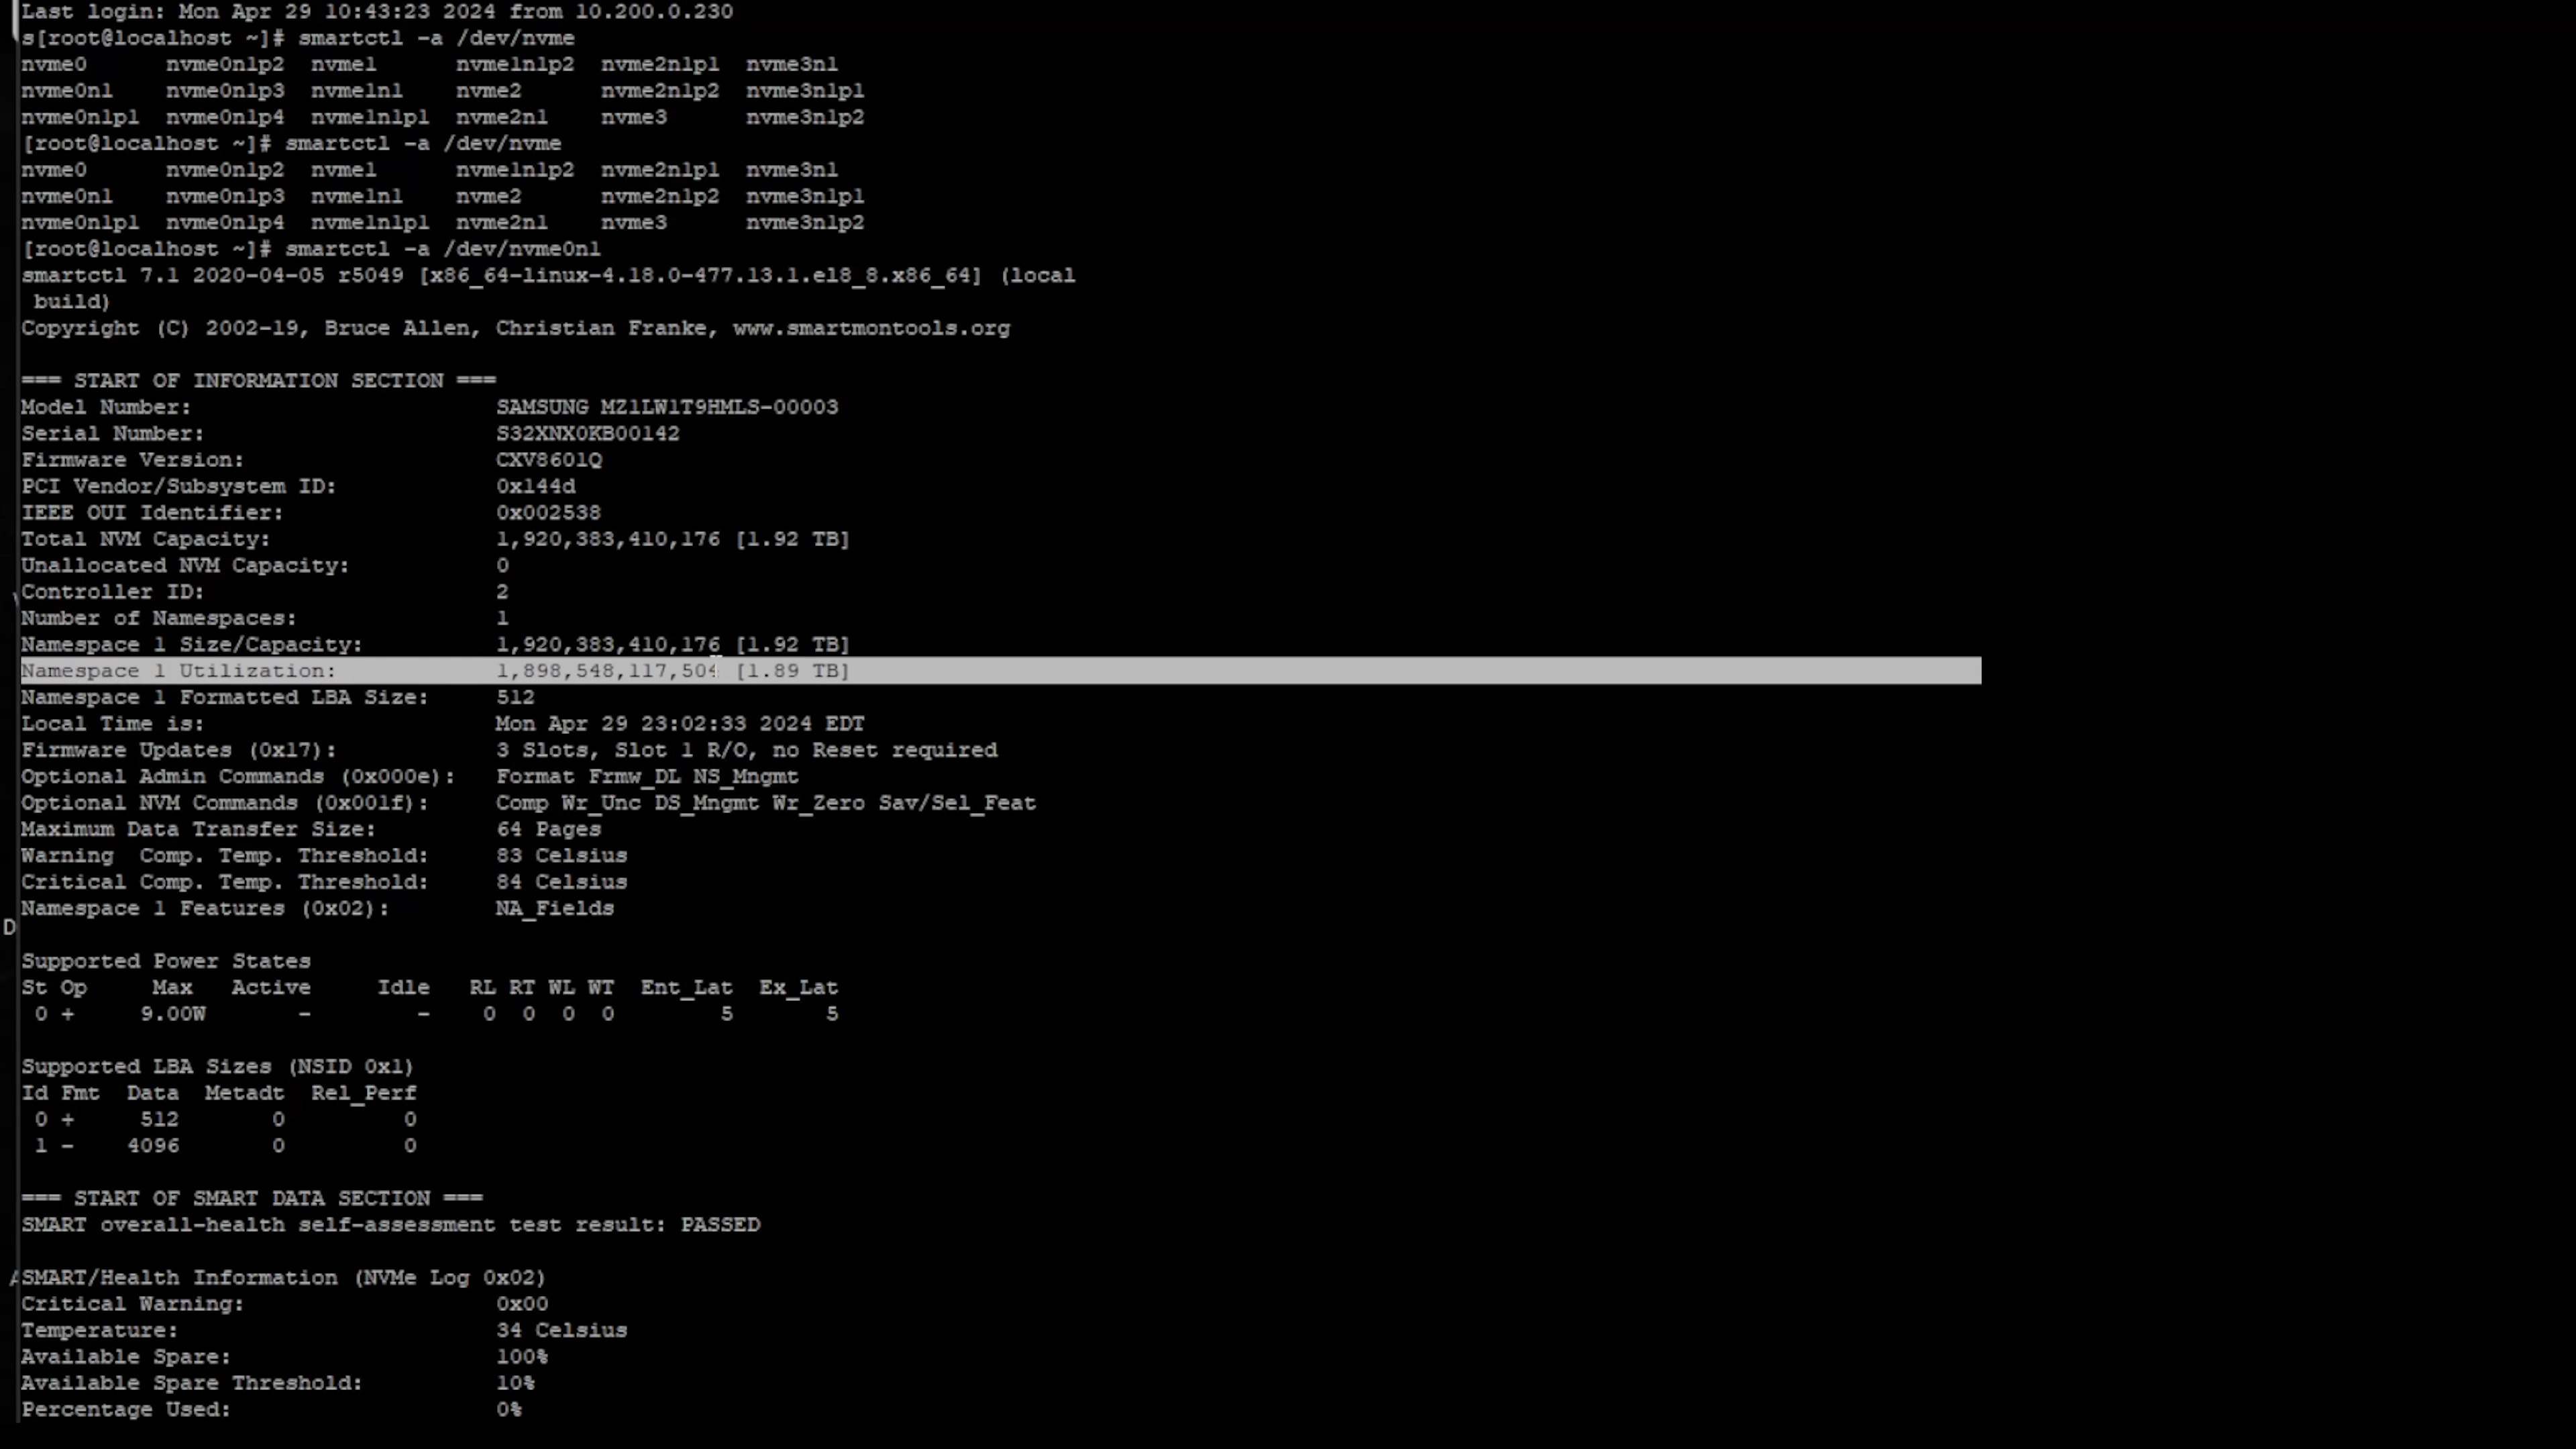 Last login: Mon Apr 29 10:43:23 2024 from 10.200.0.230
s[root@localhost ~]# smartctl -a /dev/nvme
nvme0      nvme0n1p2  nvme1      nvme1n1p2  nvme2n1p1  nvme3n1
nvme0n1    nvme0n1p3  nvme1n1    nvme2      nvme2n1p2  nvme3n1p1
nvme0n1p1  nvme0n1p4  nvme1n1p1  nvme2n1    nvme3      nvme3n1p2
[root@localhost ~]# smartctl -a /dev/nvme
nvme0      nvme0n1p2  nvme1      nvme1n1p2  nvme2n1p1  nvme3n1
nvme0n1    nvme0n1p3  nvme1n1    nvme2      nvme2n1p2  nvme3n1p1
nvme0n1p1  nvme0n1p4  nvme1n1p1  nvme2n1    nvme3      nvme3n1p2
[root@localhost ~]# smartctl -a /dev/nvme0n1
smartctl 7.1 2020-04-05 r5049 [x86_64-linux-4.18.0-477.13.1.el8_8.x86_64] (local
 build)
Copyright (C) 2002-19, Bruce Allen, Christian Franke, www.smartmontools.org

=== START OF INFORMATION SECTION ===
Model Number:                       SAMSUNG MZ1LW1T9HMLS-00003
Serial Number:                      S32XNX0KB00142
Firmware Version:                   CXV8601Q
PCI Vendor/Subsystem ID:            0x144d
IEEE OUI Identifier:                0x002538
Total NVM Capacity:                 1,920,383,410,176 [1.92 TB]
Unallocated NVM Capacity:           0
Controller ID:                      2
Number of Namespaces:               1
Namespace 1 Size/Capacity:          1,920,383,410,176 [1.92 TB]
Namespace 1 Utilization:            1,898,548,117,504 [1.89 TB]
Namespace 1 Formatted LBA Size:     512
Local Time is:                      Mon Apr 29 23:02:33 2024 EDT
Firmware Updates (0x17):            3 Slots, Slot 1 R/O, no Reset required
Optional Admin Commands (0x000e):   Format Frmw_DL NS_Mngmt
Optional NVM Commands (0x001f):     Comp Wr_Unc DS_Mngmt Wr_Zero Sav/Sel_Feat
Maximum Data Transfer Size:         64 Pages
Warning  Comp. Temp. Threshold:     83 Celsius
Critical Comp. Temp. Threshold:     84 Celsius
Namespace 1 Features (0x02):        NA_Fields
D

Supported Power States
St Op     Max   Active     Idle   RL RT WL WT  Ent_Lat  Ex_Lat
 0 +     9.00W       -        -    0  0  0  0        5       5

Supported LBA Sizes (NSID 0x1)
Id Fmt  Data  Metadt  Rel_Perf
 0 +     512       0         0
 1 -    4096       0         0

=== START OF SMART DATA SECTION ===
SMART overall-health self-assessment test result: PASSED

SMART/Health Information (NVMe Log 0x02)
Critical Warning:                   0x00
Temperature:                        34 Celsius
Available Spare:                    100%
Available Spare Threshold:          10%
Percentage Used:                    0%